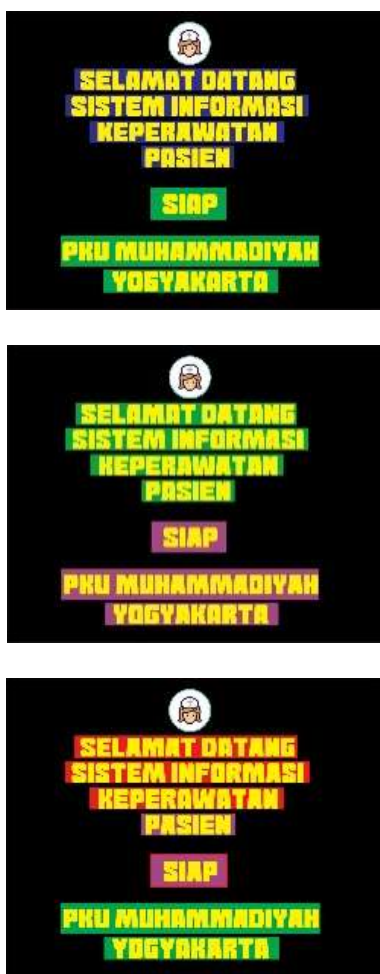 SELAMAT DATANG
SISTEM INFORMASI
KEPERAWATAN
PASIEN
SIAP
PKU MUHAMMADIYAH
YOGYAKARTA
SELAMAT DATANG
SISTEM INFORMASI
KEPERAWATAN
PASIEN
SIAP
PKU MUHAMMADIYAH
YOGYAKARTA
SELAMAT DATANG
SISTEM INFORMASI
KEPERAWATAN
PASIEN
SIAP
PKU MUHAMMADIYAH
YOGYAKARTA